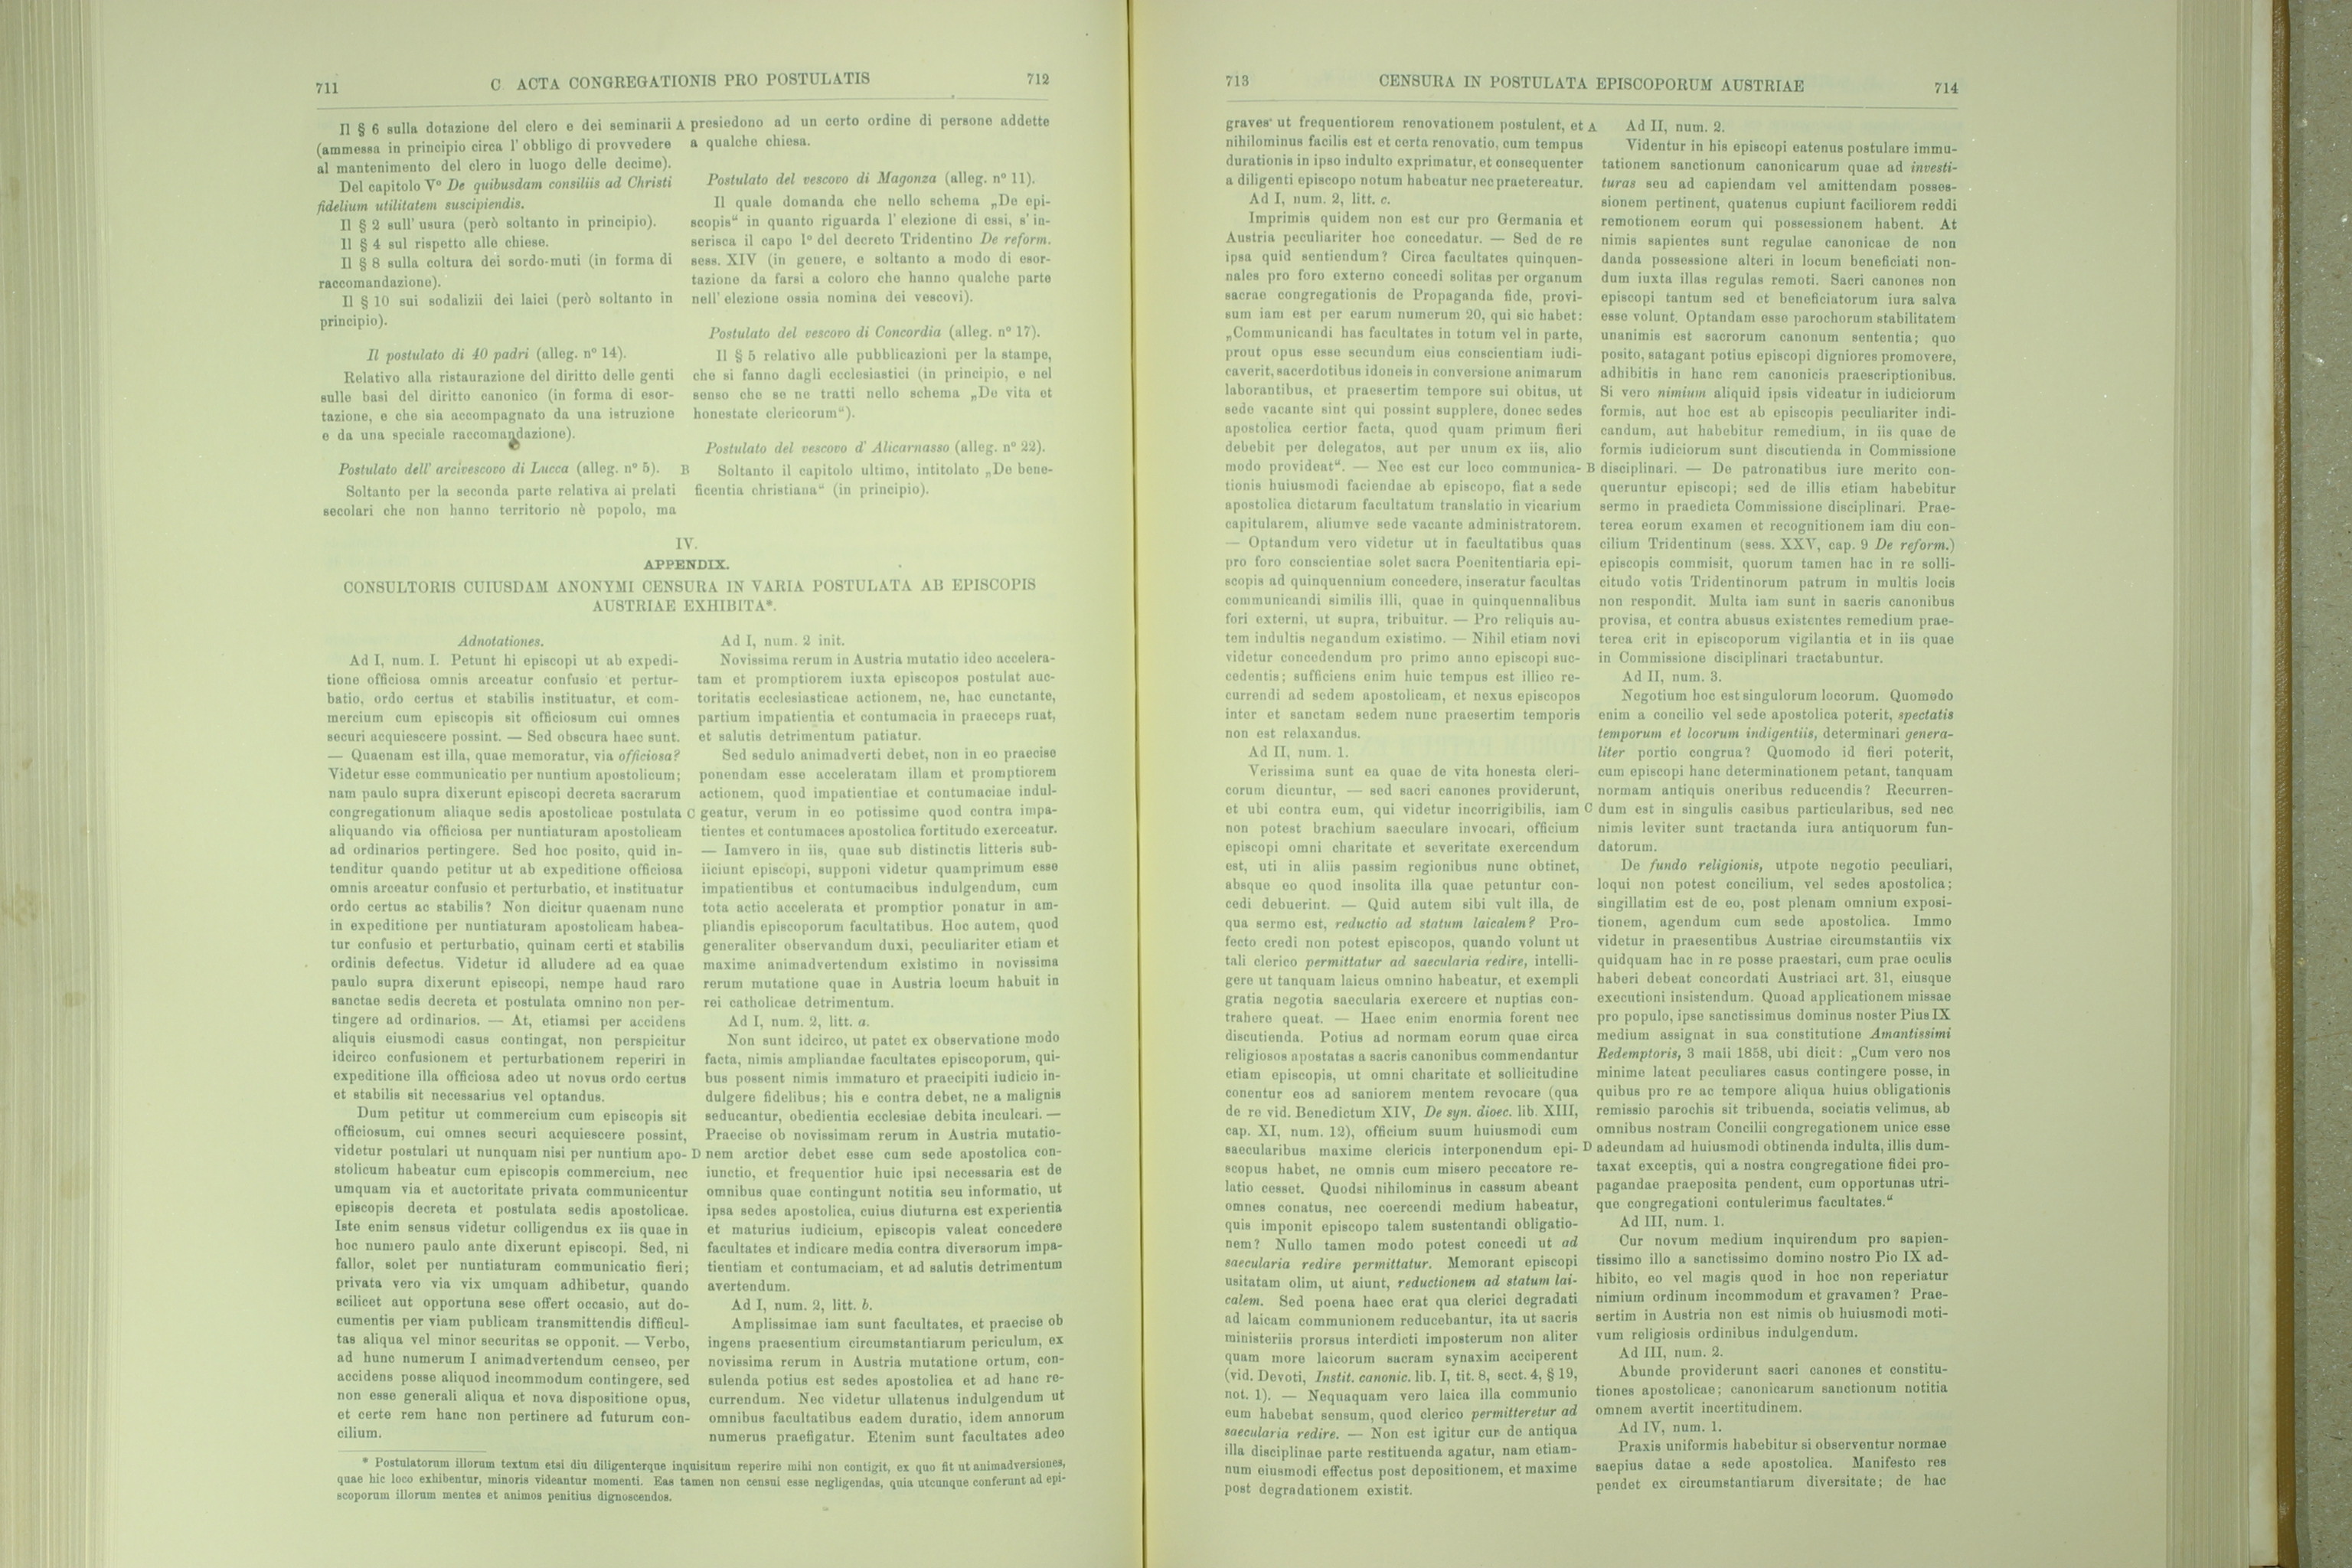 711
C ACTA CONGREGATIONIS PRO POSTULATIS
712
Il § 6 sulla dotazione del clero e dei seminarii
(ammessa in principio circa l' obbligo di provvedere
al mantenimento del clero in luogo delle decime).
Del capitolo V° De quibusdam consiliis ad Christi
fidelium utilitatem suscipiendis.
Il § 2 sull' usura (però soltanto in principio).
Il § 4 sul rispetto alle chiese.
Il § 8 sulla coltura dei sordo-muti (in forma di
raccomandazione).
Il § 10 sui sodalizii dei laici (però soltanto in
principio).
Il postulato di 40 padri (alleg. n° 14).
Relativo alla ristaurazione del diritto delle genti
sulle basi del diritto canonico (in forma di esor-
tazione, e che sia accompagnato da una istruzione
e da una speciale raccomandazione).
Postulato dell' arcivescovo di Lucca (alleg. n° 5).
Soltanto per la seconda parte relativa ai prelati
secolari che non hanno territorio nè popolo, ma
A
B
presiedono ad un certo ordine di persone addette
a qualche chiesa.
Postulato del vescovo di Magonza (alleg. n° 11).
Il quale domanda che nello schema „De epi-
scopis“ in quanto riguarda l' elezione di essi, s' in-
serisca il capo 1° del decreto Tridentino De reform.
sess. XIV (in genere, e soltanto a modo di esor-
tazione da farsi a coloro che hanno qualche parte
nell' elezione ossia nomina dei vescovi).
Postulato del vescovo di Concordia (alleg. n° 17).
Il § 5 relativo alle pubblicazioni per la stampe,
che si fanno dagli ecclesiastici (in principio, e nel
senso che se ne tratti nello schema „De vita et
honestate clericorum“).
Postulato del vescovo d' Alicarnasso (alleg. n° 22).
Soltanto il capitolo ultimo, intitolato „De bene-
ficentia christiana“ (in principio).
IV.
APPENDIX.
CONSULTORIS CUIUSDAM ANONYMI CENSURA IN VARIA POSTULATA AB EPISCOPIS
AUSTRIAE EXHIBITA*.
Adnotationes.
Ad I, num. I. Petunt hi episcopi ut ab expedi-
tione officiosa omnis arceatur confusio et pertur-
batio, ordo certus et stabilis instituatur, et com-
mercium cum episcopis sit officiosum cui omnes
securi acquiescere possint. — Sed obscura haec sunt.
— Quaenam est illa, quae memoratur, via officiosa?
Videtur esse communicatio per nuntium apostolicum;
nam paulo supra dixerunt episcopi decreta sacrarum
congregationum aliaque sedis apostolicae postulata
aliquando via officiosa per nuntiaturam apostolicam
ad ordinarios pertingere. Sed hoc posito, quid in-
tenditur quando petitur ut ab expeditione officiosa
omnis arceatur confusio et perturbatio, et instituatur
ordo certus ac stabilis? Non dicitur quaenam nunc
in expeditione per nuntiaturam apostolicam habea-
tur confusio et perturbatio, quinam certi et stabilis
ordinis defectus. Videtur id alludere ad ea quae
paulo supra dixerunt episcopi, nempe haud raro
sanctae sedis decreta et postulata omnino non per-
tingere ad ordinarios. — At, etiamsi per accidens
aliquis eiusmodi casus contingat, non perspicitur
idcirco confusionem et perturbationem reperiri in
expeditione illa officiosa adeo ut novus ordo certus
et stabilis sit necessarius vel optandus.
Dum petitur ut commercium cum episcopis sit
officiosum, cui omnes securi acquiescere possint,
videtur postulari ut nunquam nisi per nuntium apo-
stolicum habeatur cum episcopis commercium, nec
umquam via et auctoritate privata communicentur
episcopis decreta et postulata sedis apostolicae.
Iste enim sensus videtur colligendus ex iis quae in
hoc numero paulo ante dixerunt episcopi. Sed, ni
fallor, solet per nuntiaturam communicatio fieri;
privata vero via vix umquam adhibetur, quando
scilicet aut opportuna sese offert occasio, aut do-
cumentis per viam publicam transmittendis difficul-
tas aliqua vel minor securitas se opponit. — Verbo,
ad hunc numerum I animadvertendum censeo, per
accidens posse aliquod incommodum contingere, sed
non esse generali aliqua et nova dispositione opus,
et certe rem hanc non pertinere ad futurum con-
cilium.
C
D
Ad I, num. 2 init.
Novissima rerum in Austria mutatio ideo accelera-
tam et promptiorem iuxta episcopos postulat auc-
toritatis ecclesiasticae actionem, ne, hac cunctante,
partium impatientia et contumacia in praeceps ruat,
et salutis detrimentum patiatur.
Sed sedulo animadverti debet, non in eo praecise
ponendam esse acceleratam illam et promptiorem
actionem, quod impatientiae et contumaciae indul-
geatur, verum in eo potissime quod contra impa-
tientes et contumaces apostolica fortitudo exerceatur.
— Iamvero in iis, quae sub distinctis litteris sub-
iiciunt episcopi, supponi videtur quamprimum esse
impatientibus et contumacibus indulgendum, cum
tota actio accelerata et promptior ponatur in am-
pliandis episcoporum facultatibus. Hoc autem, quod
generaliter observandum duxi, peculiariter etiam et
maxime animadvertendum existimo in novissima
rerum mutatione quae in Austria locum habuit in
rei catholicae detrimentum.
Ad I, num. 2, litt. a.
Non sunt idcirco, ut patet ex observatione modo
facta, nimis ampliandae facultates episcoporum, qui-
bus possent nimis immaturo et praecipiti iudicio in-
dulgere fidelibus; his e contra debet, ne a malignis
seducantur, obedientia ecclesiae debita inculcari. —
Praecise ob novissimam rerum in Austria mutatio-
nem arctior debet esse cum sede apostolica con-
iunctio, et frequentior huic ipsi necessaria est de
omnibus quae contingunt notitia seu informatio, ut
ipsa sedes apostolica, cuius diuturna est experientia
et maturius iudicium, episcopis valeat concedere
facultates et indicare media contra diversorum impa-
tientiam et contumaciam, et ad salutis detrimentum
avertendum.
Ad I, num. 2, litt. b.
Amplissimae iam sunt facultates, et praecise ob
ingens praesentium circumstantiarum periculum, ex
novissima rerum in Austria mutatione ortum, con-
sulenda potius est sedes apostolica et ad hanc re-
currendum. Nec videtur ullatenus indulgendum ut
omnibus facultatibus eadem duratio, idem annorum
numerus praefigatur. Etenim sunt facultates adeo
* Postulatorum illorum textum etsi diu diligenterque inquisitum reperire mihi non contigit, ex quo fit ut animadversiones,
quae hic loco exhibentur, minoris videantur momenti. Eas tamen non censui esse negligendas, quia utcunque conferunt ad epi-
scoporum illorum mentes et animos penitius dignoscendos.
713
CENSURA IN POSTULATA EPISCOPORUM AUSTRIAE
714
graves ut frequentiorem renovationem postulent, et
nihilominus facilis est et certa renovatio, cum tempus
durationis in ipso indulto exprimatur, et consequenter
a diligenti episcopo notum habeatur nec praetereatur.
Ad I, num. 2, litt. c.
Imprimis quidem non est cur pro Germania et
Austria peculiariter hoc concedatur. — Sed de re
ipsa quid sentiendum? Circa facultates quinquen-
nales pro foro externo concedi solitas per organum
sacrae congregationis de Propaganda fide, provi-
sum iam est per earum numerum 20, qui sic habet:
„Communicandi has facultates in totum vel in parte,
prout opus esse secundum eius conscientiam iudi-
caverit, sacerdotibus idoneis in conversione animarum
laborantibus, et praesertim tempore sui obitus, ut
sede vacante sint qui possint supplere, donec sedes
apostolica certior facta, quod quam primum fieri
debebit per delegatos, aut per unum ex iis, alio
modo provideat“. — Nec est cur loco communica-
tionis huiusmodi faciendae ab episcopo, fiat a sede
apostolica dictarum facultatum translatio in vicarium
capitularem, aliumve sede vacante administratorem.
— Optandum vero videtur ut in facultatibus quas
pro foro conscientiae solet sacra Poenitentiaria epi-
scopis ad quinquennium concedere, inseratur facultas
communicandi similis illi, quae in quinquennalibus
fori externi, ut supra, tribuitur. — Pro reliquis au-
tem indultis negandum existimo. — Nihil etiam novi
videtur concedendum pro primo anno episcopi suc-
cedentis; sufficiens enim huic tempus est illico re-
currendi ad sedem apostolicam, et nexus episcopos
inter et sanctam sedem nunc praesertim temporis
non est relaxandus.
Ad II, num. 1.
Verissima sunt ea quae de vita honesta cleri-
corum dicuntur, — sed sacri canones providerunt,
et ubi contra eum, qui videtur incorrigibilis, iam
non potest brachium saeculare invocari, officium
episcopi omni charitate et severitate exercendum
est, uti in aliis passim regionibus nunc obtinet,
absque eo quod insolita illa quae petuntur con-
cedi debuerint. — Quid autem sibi vult illa, de
qua sermo est, reductio ad statum laicalem? Pro-
fecto credi non potest episcopos, quando volunt ut
tali clerico permittatur ad saecularia redire, intelli-
gere ut tanquam laicus omnino habeatur, et exempli
gratia negotia saecularia exercere et nuptias con-
trahere queat. — Haec enim enormia forent nec
discutienda. Potius ad normam eorum quae circa
religiosos apostatas a sacris canonibus commendantur
etiam episcopis, ut omni charitate et sollicitudine
conentur eos ad saniorem mentem revocare (qua
de re vid. Benedictum XIV, De syn. dioec. lib. XIII,
cap. XI, num. 12), officium suum huiusmodi cum
saecularibus maxime clericis interponendum epi-
scopus habet, ne omnis cum misero peccatore re-
latio cesset. Quodsi nihilominus in cassum abeant
omnes conatus, nec coercendi medium habeatur,
quis imponit episcopo talem sustentandi obligatio-
nem? Nullo tamen modo potest concedi ut ad
saecularia redire permittatur. Memorant episcopi
usitatam olim, ut aiunt, reductionem ad statum lai-
calem. Sed poena haec erat qua clerici degradati
ad laicam communionem reducebantur, ita ut sacris
ministeriis prorsus interdicti imposterum non aliter
quam more laicorum sacram synaxim acciperent
(vid. Devoti, Instit. canonic. lib. I, tit. 8, sect. 4, § 19,
not. 1). — Nequaquam vero laica illa communio
eum habebat sensum, quod clerico permitteretur ad
saecularia redire. — Non est igitur cur de antiqua
illa disciplinae parte restituenda agatur, nam etiam-
num eiusmodi effectus post depositionem, et maxime
post degradationem existit.
A
B
C
D
Ad II, num. 2.
Videntur in his episcopi eatenus postulare immu-
tationem sanctionum canonicarum quae ad investi-
turas seu ad capiendam vel amittendam posses-
sionem pertinent, quatenus cupiunt faciliorem reddi
remotionem eorum qui possessionem habent. At
nimis sapientes sunt regulae canonicae de non
danda possessione alteri in locum beneficiati non-
dum iuxta illas regulas remoti. Sacri canones non
episcopi tantum sed et beneficiatorum iura salva
esse volunt. Optandam esse parochorum stabilitatem
unanimis est sacrorum canonum sententia; quo
posito, satagant potius episcopi digniores promovere,
adhibitis in hanc rem canonicis praescriptionibus.
Si vero nimium aliquid ipsis videatur in iudiciorum
formis, aut hoc est ab episcopis peculiariter indi-
candum, aut habebitur remedium, in iis quae de
formis iudiciorum sunt discutienda in Commissione
disciplinari. — De patronatibus iure merito con-
queruntur episcopi; sed de illis etiam habebitur
sermo in praedicta Commissione disciplinari. Prae-
terea eorum examen et recognitionem iam diu con-
cilium Tridentinum (sess. XXV, cap. 9 De reform.)
episcopis commisit, quorum tamen hac in re solli-
citudo votis Tridentinorum patrum in multis locis
non respondit. Multa iam sunt in sacris canonibus
provisa, et contra abusus existentes remedium prae-
terea erit in episcoporum vigilantia et in iis quae
in Commissione disciplinari tractabuntur.
Ad II, num. 3.
Negotium hoc est singulorum locorum. Quomodo
enim a concilio vel sede apostolica poterit, spectatis
temporum et locorum indigentiis, determinari genera-
liter portio congrua? Quomodo id fieri poterit,
cum episcopi hanc determinationem petant, tanquam
normam antiquis oneribus reducendis? Recurren-
dum est in singulis casibus particularibus, sed nec
nimis leviter sunt tractanda iura antiquorum fun-
datorum.
De fundo religionis, utpote negotio peculiari,
loqui non potest concilium, vel sedes apostolica;
singillatim est de eo, post plenam omnium exposi-
tionem, agendum cum sede apostolica. Immo
videtur in praesentibus Austriae circumstantiis vix
quidquam hac in re posse praestari, cum prae oculis
haberi debeat concordati Austriaci art. 31, eiusque
executioni insistendum. Quoad applicationem missae
pro populo, ipse sanctissimus dominus noster Pius IX
medium assignat in sua constitutione Amantissimi
Redemptoris, 3 maii 1858, ubi dicit: „Cum vero nos
minime lateat peculiares casus contingere posse, in
quibus pro re ac tempore aliqua huius obligationis
remissio parochis sit tribuenda, sociatis velimus, ab
omnibus nostram Concilii congregationem unice esse
adeundam ad huiusmodi obtinenda indulta, illis dum-
taxat exceptis, qui a nostra congregatione fidei pro-
pagandae praeposita pendent, cum opportunas utri-
que congregationi contulerimus facultates.“
Ad III, num. 1.
Cur novum medium inquirendum pro sapien-
tissimo illo a sanctissimo domino nostro Pio IX ad-
hibito, eo vel magis quod in hoc non reperiatur
nimium ordinum incommodum et gravamen? Prae-
sertim in Austria non est nimis ob huiusmodi moti-
vum religiosis ordinibus indulgendum.
Ad III, num. 2.
Abunde providerunt sacri canones et constitu-
tiones apostolicae; canonicarum sanctionum notitia
omnem avertit incertitudinem.
Ad IV, num. 1.
Praxis uniformis habebitur si observentur normae
saepius datae a sede apostolica. Manifesto res
pendet ex circumstantiarum diversitate; de hac